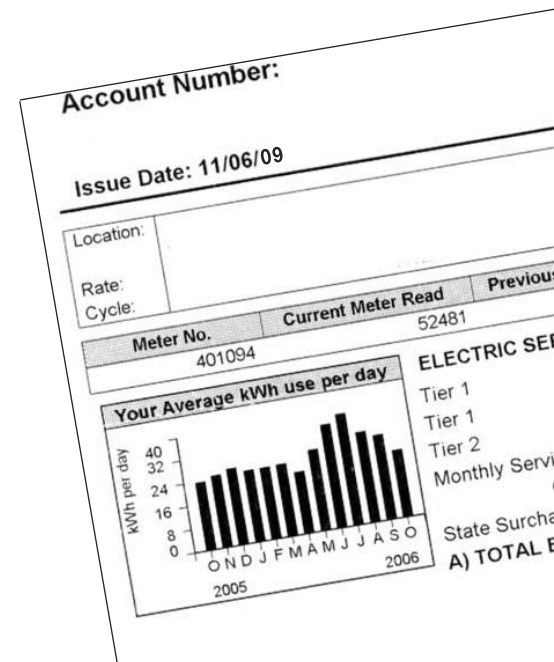 Account Number:
Issue Date: 11/06/09
Location:
Rate:
Cycle:
Meter No. Current Meter Read Previous
401094 52481
Your Average kWh use per day
kWh per day
40
32
24
16
8
0
O N D J F M A M J J A S O
2005 2006
ELECTRIC SER
Tier 1
Tier 1
Tier 2
Monthly Servi
State Surcha
A) TOTAL E